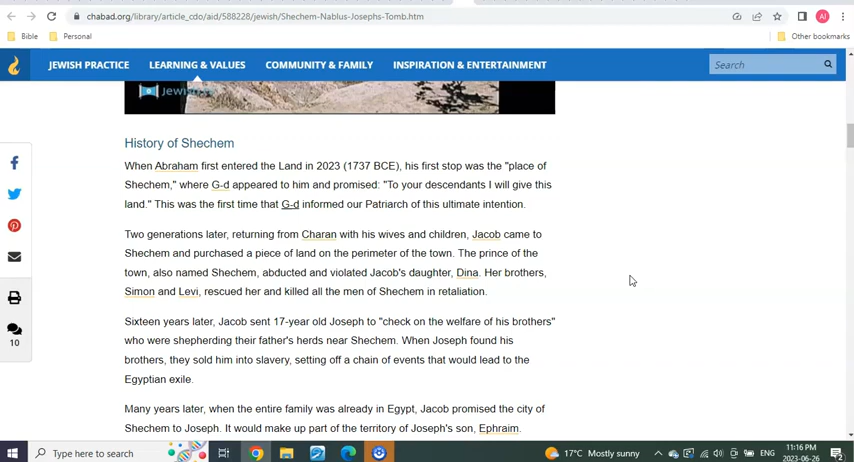 chabad.org/library/article_cdo/aid/588228/jewish/Shechem-Nablus-Josephs-Tomb.htm
AI
Bible Personal Other bookmarks
JEWISH PRACTICE LEARNING & VALUES COMMUNITY & FAMILY INSPIRATION & ENTERTAINMENT Search
History of Shechem
When Abraham first entered the Land in 2023 (1737 BCE), his first stop was the "place of
Shechem," where G-d appeared to him and promised: "To your descendants I will give this
land." This was the first time that G-d informed our Patriarch of this ultimate intention.
Two generations later, returning from Charan with his wives and children, Jacob came to
Shechem and purchased a piece of land on the perimeter of the town. The prince of the
town, also named Shechem, abducted and violated Jacob's daughter, Dina. Her brothers,
Simon and Levi, rescued her and killed all the men of Shechem in retaliation.
Sixteen years later, Jacob sent 17-year old Joseph to "check on the welfare of his brothers"
who were shepherding their father's herds near Shechem. When Joseph found his
brothers, they sold him into slavery, setting off a chain of events that would lead to the
Egyptian exile.
10
Many years later, when the entire family was already in Egypt, Jacob promised the city of
Shechem to Joseph. It would make up part of the territory of Joseph's son, Ephraim.
Type here to search
17°C Mostly sunny
ENG
11:16 PM
2023-06-26
2